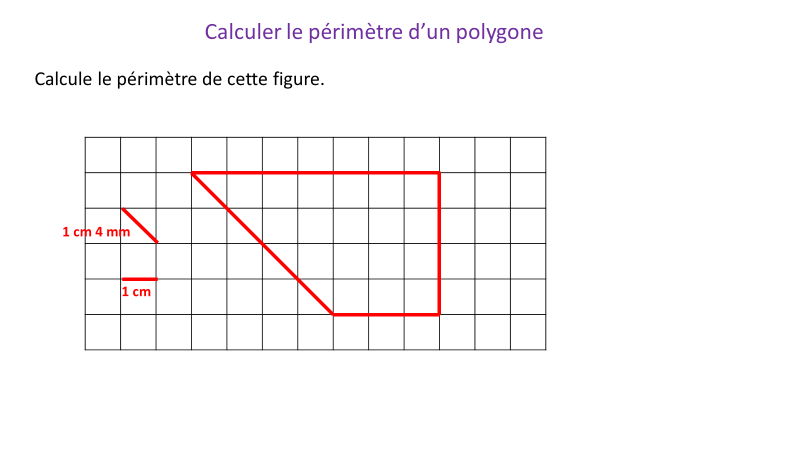 Calculer le périmètre d’un polygone
Calcule le périmètre de cette figure.
1 cm 4 mm
1 cm